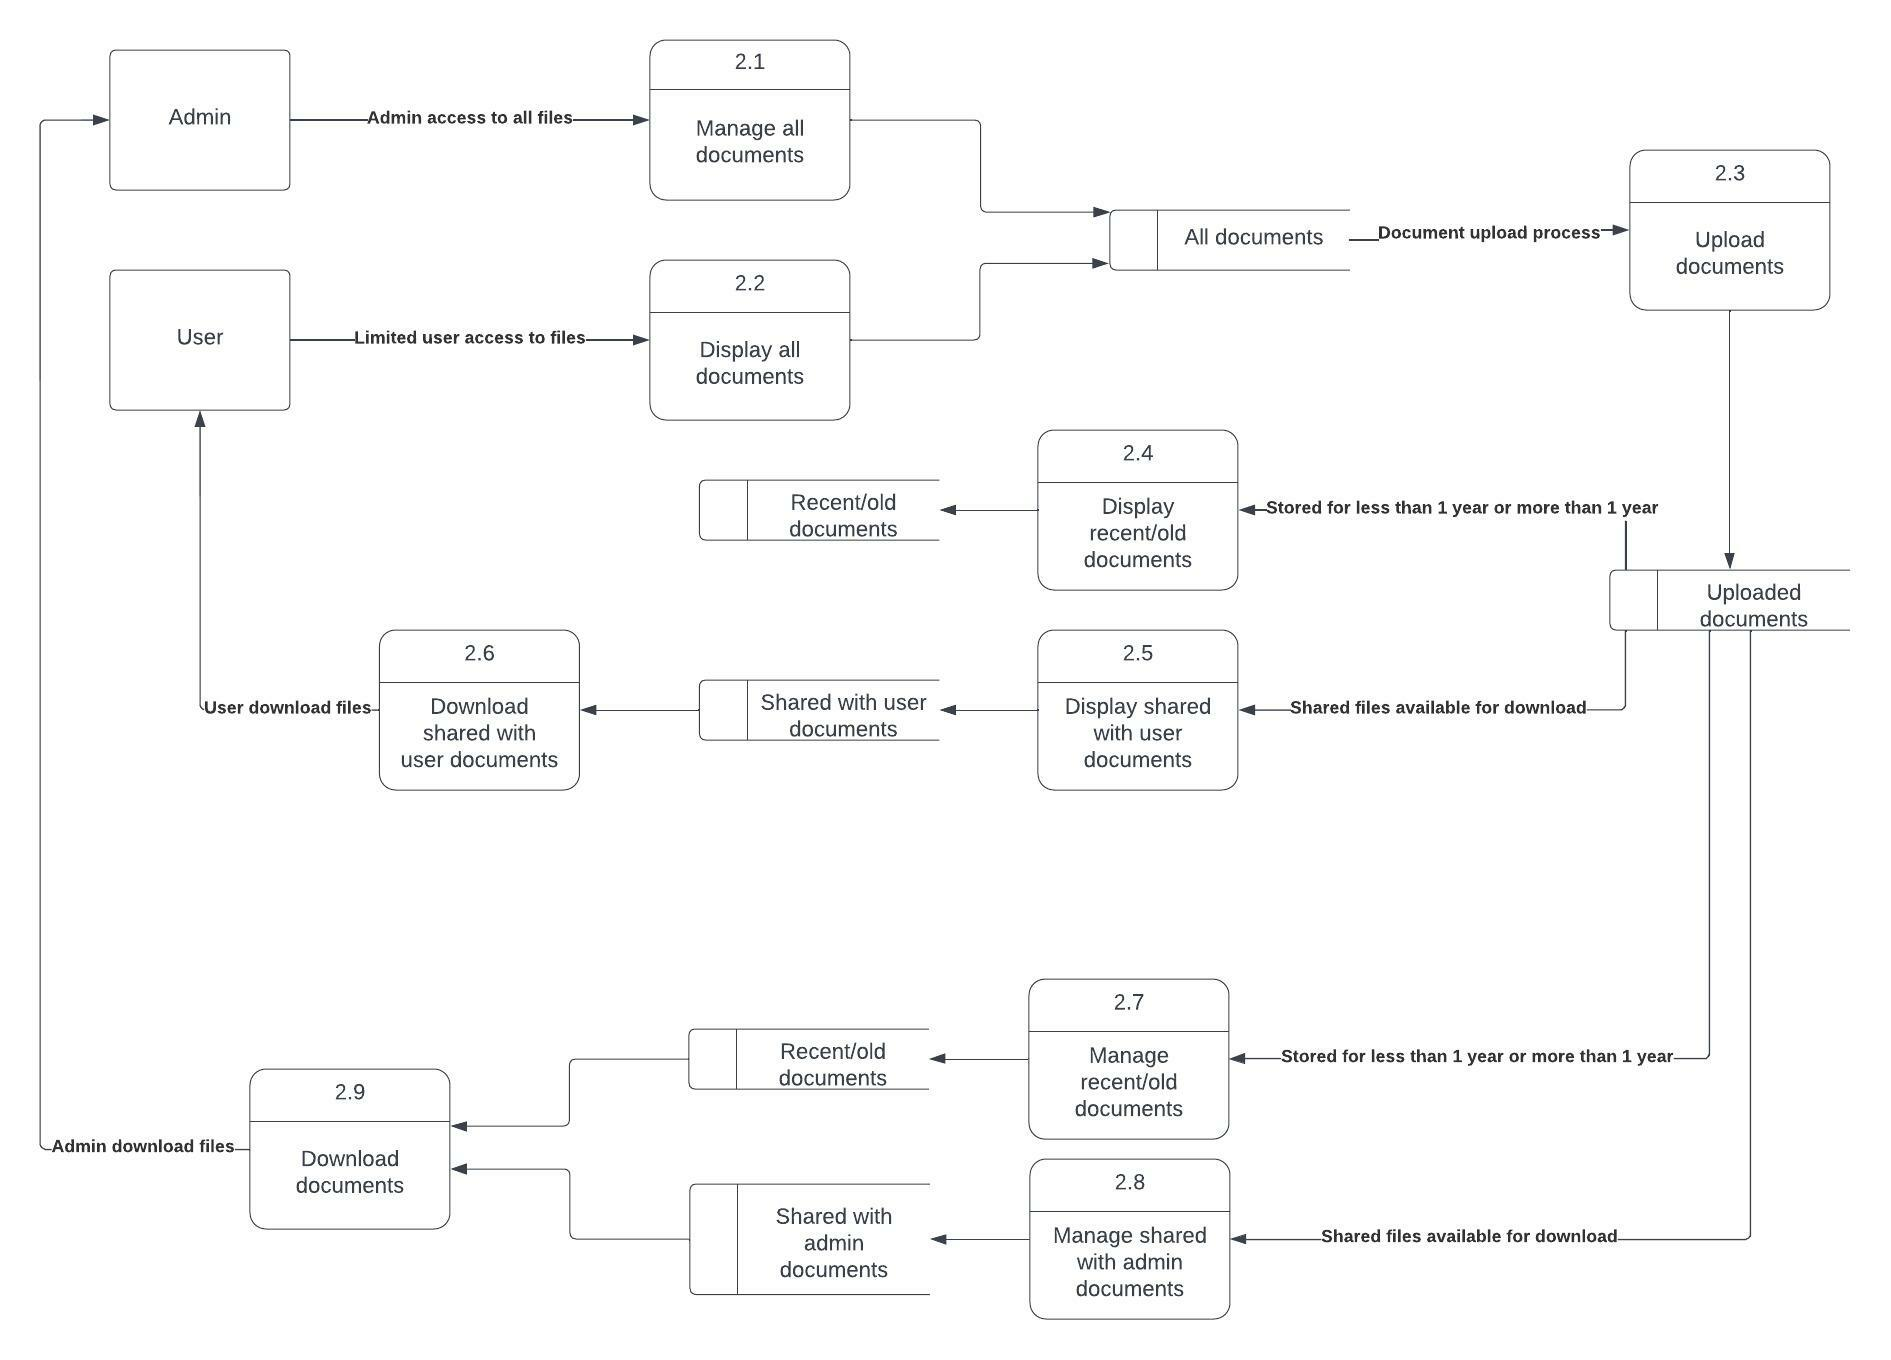 2.1
Admin
Admin access to all files
Manage all
documents
2.3
All documents
Document upload process
Upload
documents
2.2
User
Limited user access to files
Display all
documents
2.4
Recent/old
documents
Display
recent/old
documents
Stored for less than 1 year or more than 1 year
Uploaded
documents
2.6
2.5
User download files
Download
shared with
user documents
Shared with user
documents
Display shared
with user
documents
Shared files available for download
2.7
Recent/old
documents
Manage
recent/old
documents
Stored for less than 1 year or more than 1 year
2.9
Admin download files
Download
documents
2.8
Shared with
admin
documents
Manage shared
with admin
documents
Shared files available for download